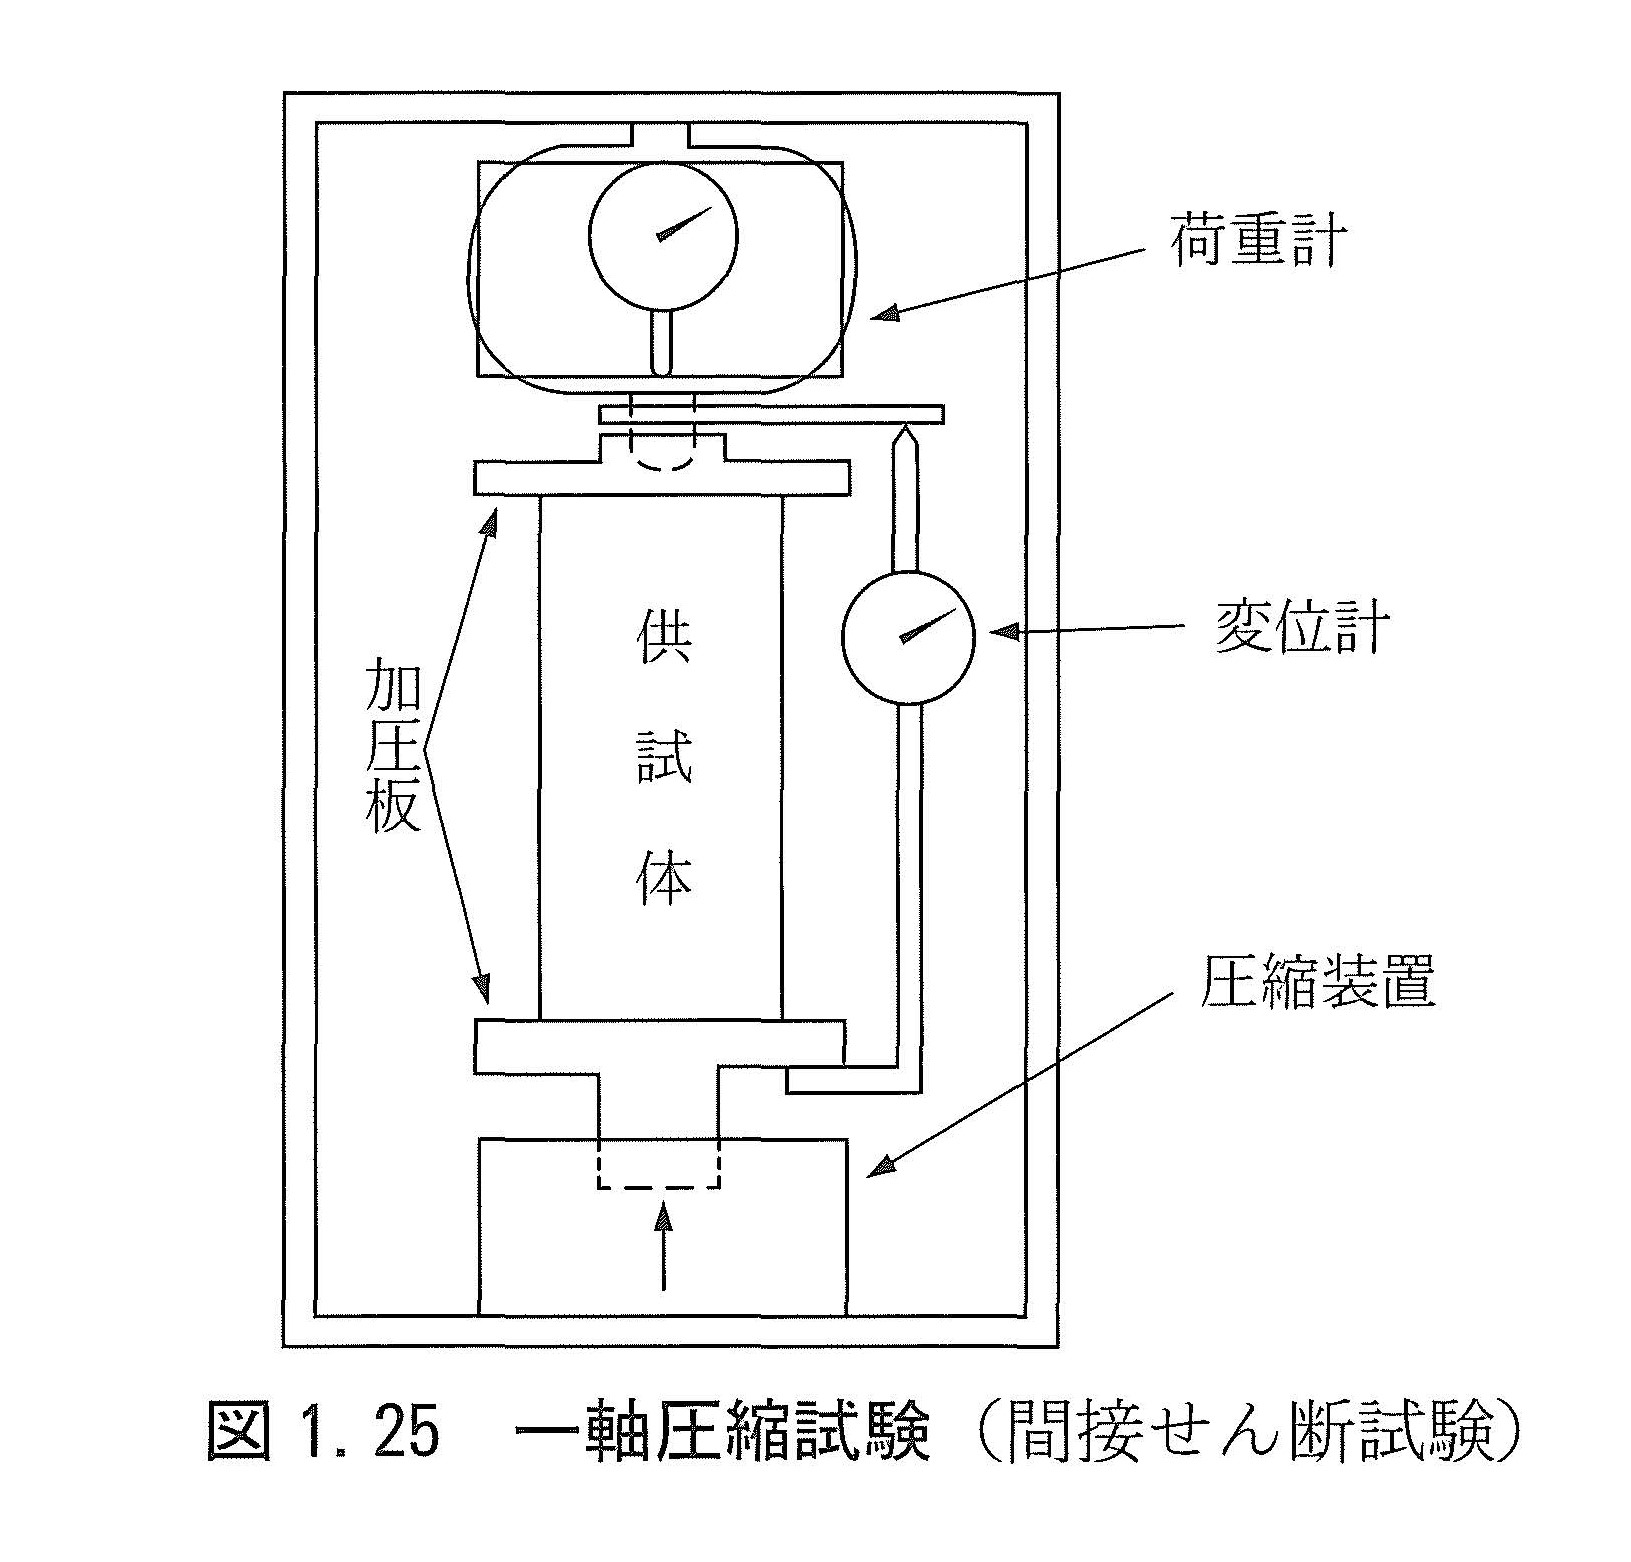 荷重計
供試体
変位計
加圧板
圧縮装置
図1.25 一軸圧縮試験（間接せん断試験）